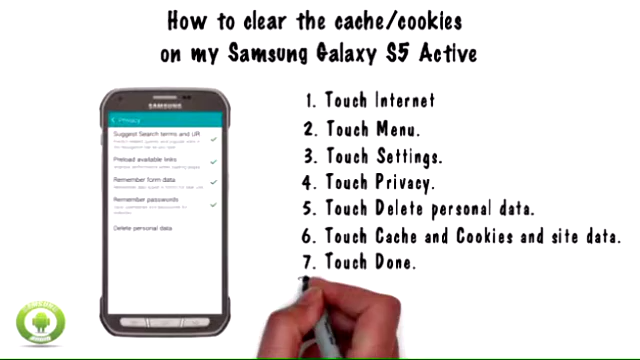 How to clear the cache/cookies
on my Samsung Galaxy S5 Active
1. Touch Internet
2. Touch Menu.
3. Touch Settings.
4. Touch Privacy.
5. Touch Delete personal data.
6. Touch Cache and Cookies and site data.
7. Touch Done.
SAMSUNG
Privacy
Suggest Search terms and URL
Preload available links
Remember form data
Remember passwords
Delete personal data
SAMSUNG